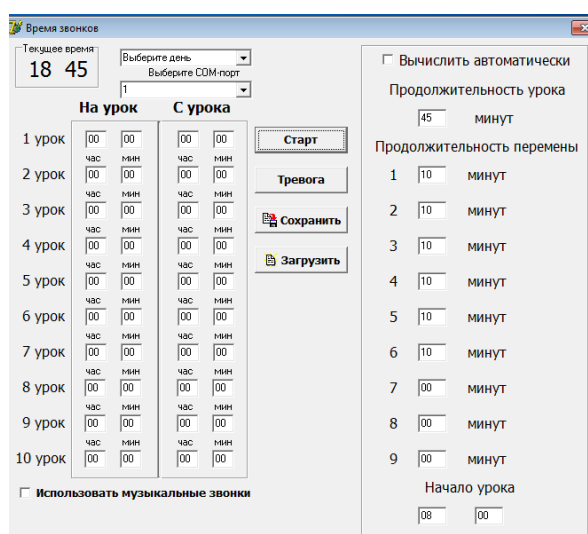 Время звонков
Текущее время
18 45
Выберите день
Выберите COM-порт
1
На урок С урока
1 урок 00 00 00 00
час мин час мин
2 урок 00 00 00 00
час мин час мин
3 урок 00 00 00 00
час мин час мин
4 урок 00 00 00 00
час мин час мин
5 урок 00 00 00 00
час мин час мин
6 урок 00 00 00 00
час мин час мин
7 урок 00 00 00 00
час мин час мин
8 урок 00 00 00 00
час мин час мин
9 урок 00 00 00 00
час мин час мин
10 урок 00 00 00 00
Использовать музыкальные звонки
Старт
Тревога
Сохранить
Загрузить
Вычислить автоматически
Продолжительность урока
45 минут
Продолжительность перемены
1 10 минут
2 10 минут
3 10 минут
4 10 минут
5 10 минут
6 10 минут
7 00 минут
8 00 минут
9 00 минут
Начало урока
08 00